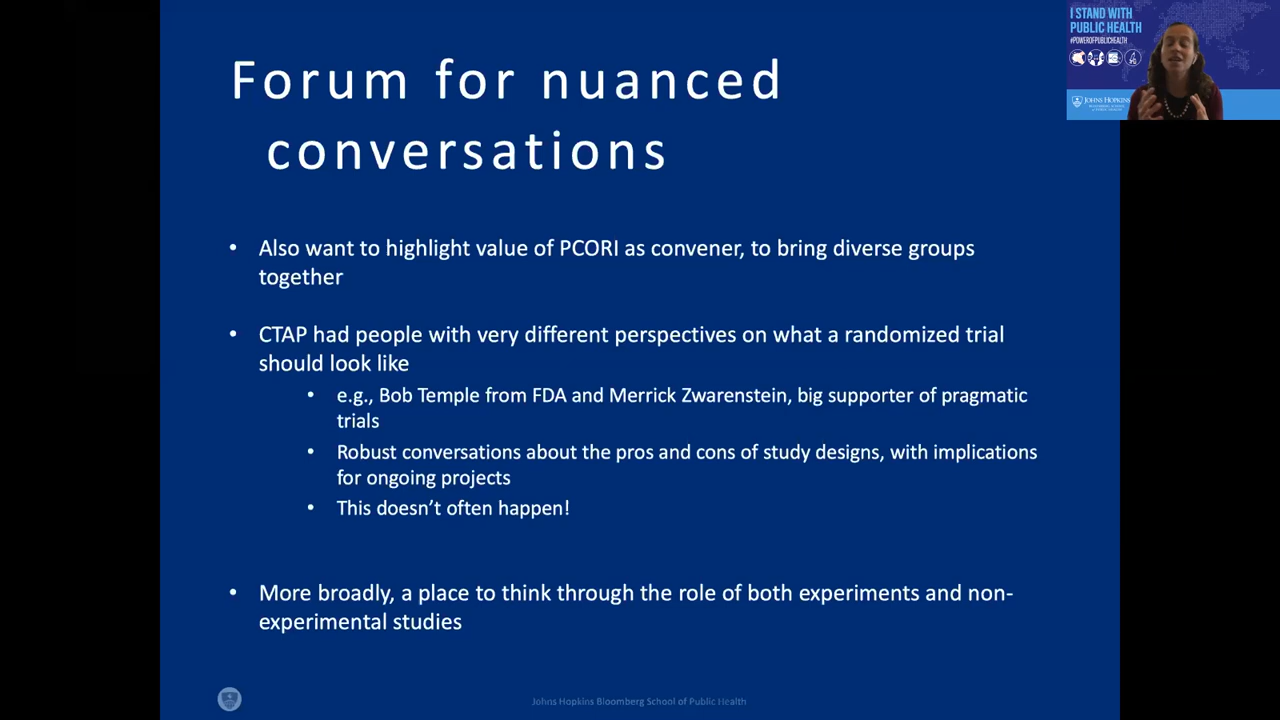 Forum for nuanced
conversations
• Also want to highlight value of PCORI as convener, to bring diverse groups
together
• CTAP had people with very different perspectives on what a randomized trial
should look like
• e.g., Bob Temple from FDA and Merrick Zwarenstein, big supporter of pragmatic
trials
• Robust conversations about the pros and cons of study designs, with implications
for ongoing projects
• This doesn’t often happen!
• More broadly, a place to think through the role of both experiments and non-
experimental studies
Johns Hopkins Bloomberg School of Public Health
I STAND WITH
PUBLIC HEALTH
#POWEROFPUBLICHEALTH
JOHNS HOPKINS